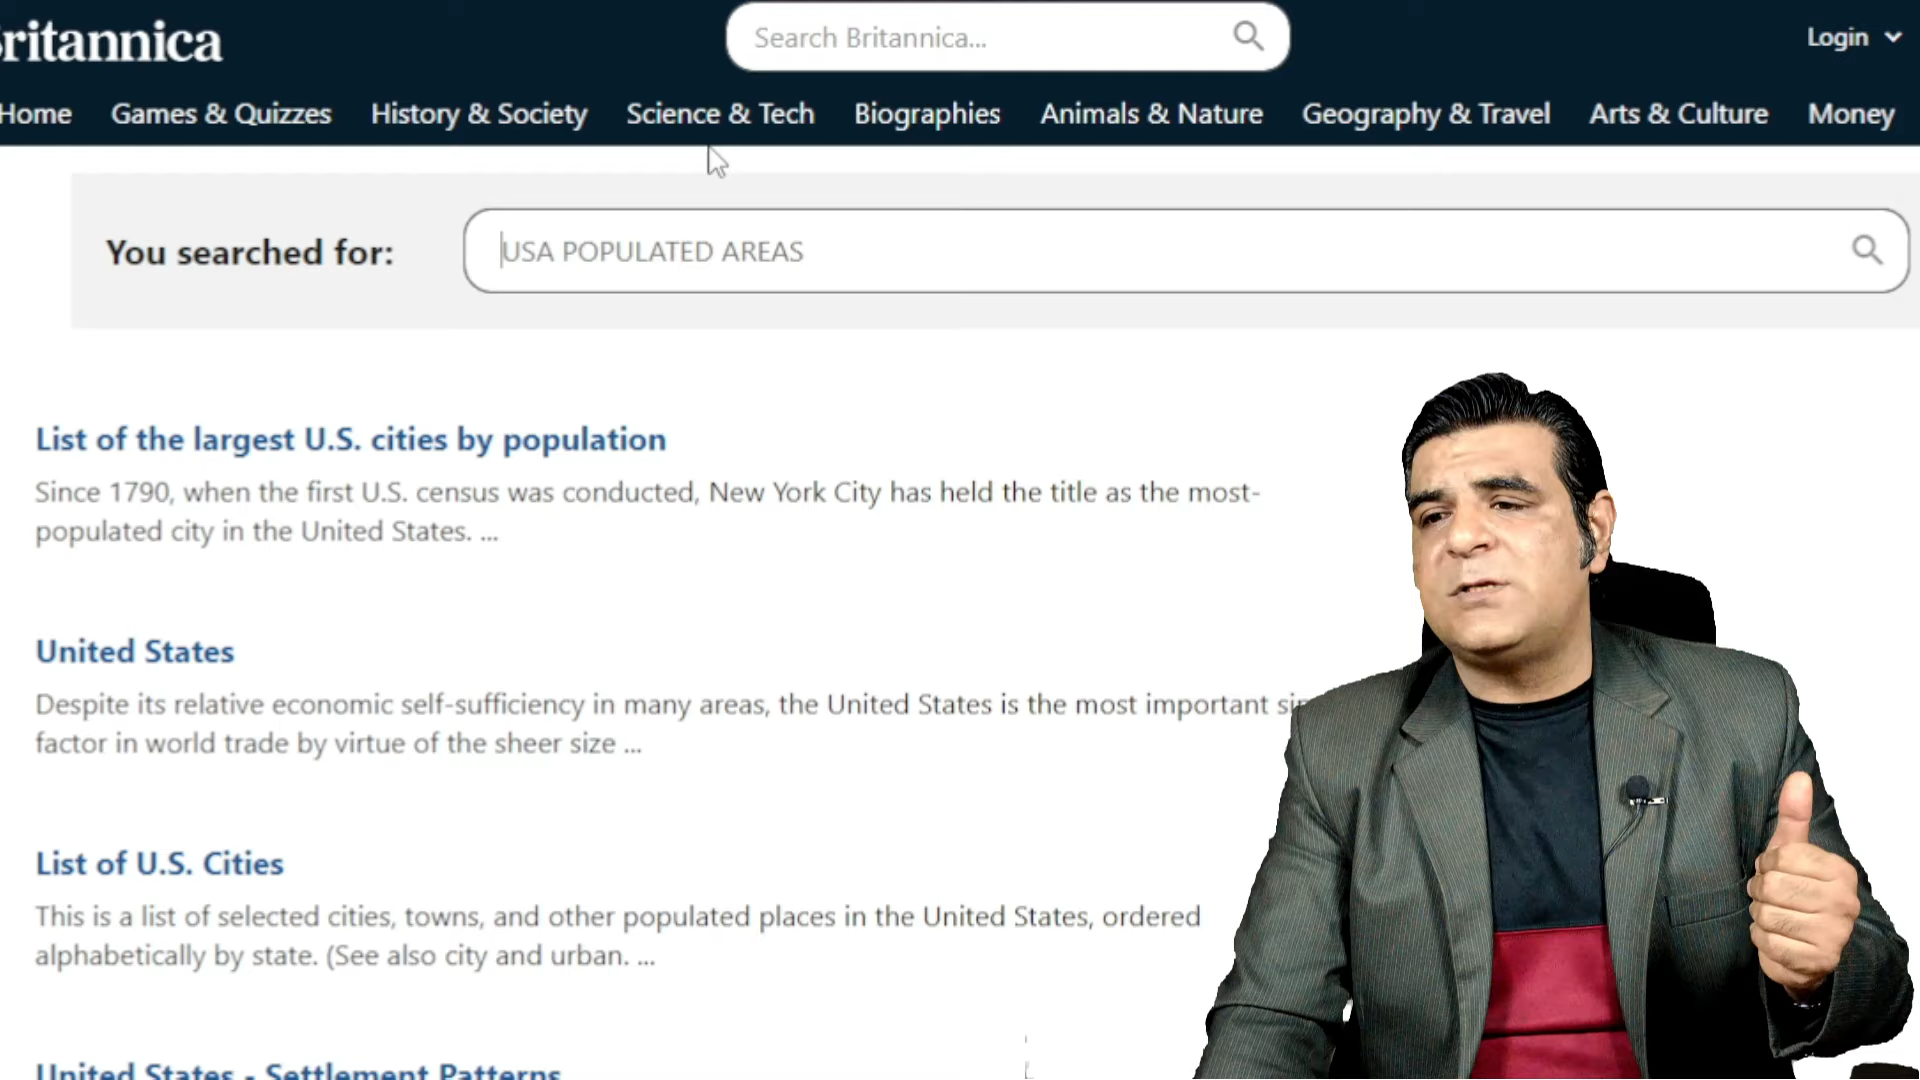 ritannica
Search Britannica...
Login
Home Games & Quizzes History & Society Science & Tech Biographies Animals & Nature Geography & Travel Arts & Culture Money
You searched for:
USA POPULATED AREAS
List of the largest U.S. cities by population
Since 1790, when the first U.S. census was conducted, New York City has held the title as the most-
populated city in the United States. ...
United States
Despite its relative economic self-sufficiency in many areas, the United States is the most important
factor in world trade by virtue of the sheer size ...
List of U.S. Cities
This is a list of selected cities, towns, and other populated places in the United States, ordered
alphabetically by state. (See also city and urban. ...
United States - Settlement Patterns